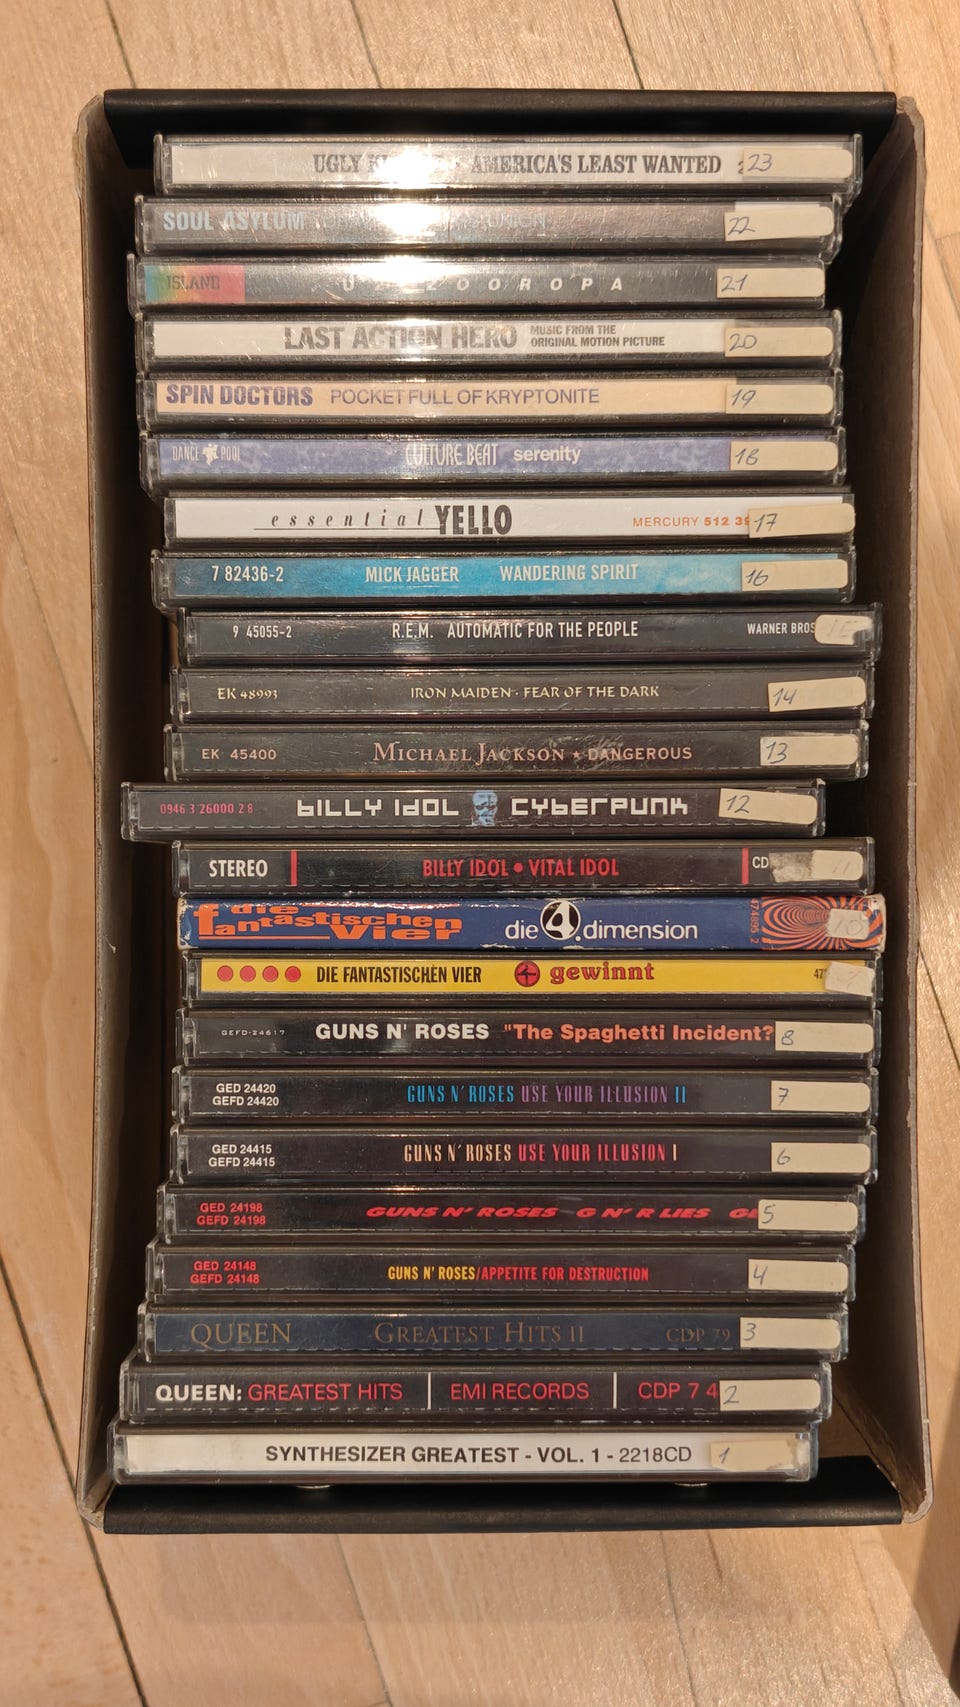 UGLY AMERICA'S LEAST WANTED 23
SOUL ASYLUM UNION 22
ISLAND U ZOOROPA 21
LAST ACTION HERO MUSIC FROM THE
ORIGINAL MOTION PICTURE 20
SPIN DOCTORS POCKET FULL OF KRYPTONITE 19
DANCE POOL CULTURE BEAT serenity 18
essential YELLO MERCURY 512 39 17
7 82436-2 MICK JAGGER WANDERING SPIRIT 16
9 45055-2 R.E.M. AUTOMATIC FOR THE PEOPLE WARNER BROS
EK 48993 IRON MAIDEN · FEAR OF THE DARK 14
EK 45400 MICHAEL JACKSON ★ DANGEROUS 13
0946 3 26000 2 8 BILLY IDOL CYBERPUNK 12
STEREO BILLY IDOL • VITAL IDOL CD 11
die fantastischen Vier die 4. dimension 474895 2 10
DIE FANTASTISCHEN VIER 4 gewinnt 47
GEFD-24617 GUNS N' ROSES "The Spaghetti Incident? 8
GED 24420
GEFD 24420 GUNS N' ROSES USE YOUR ILLUSION II 7
GED 24415
GEFD 24415 GUNS N' ROSES USE YOUR ILLUSION I 6
GED 24198
GEFD 24198 GUNS N' ROSES G N' R LIES 5
GED 24148
GEFD 24148 GUNS N' ROSES/APPETITE FOR DESTRUCTION 4
QUEEN GREATEST HITS II CDP 79 3
QUEEN: GREATEST HITS EMI RECORDS CDP 7 4 2
SYNTHESIZER GREATEST - VOL. 1 - 2218CD 1